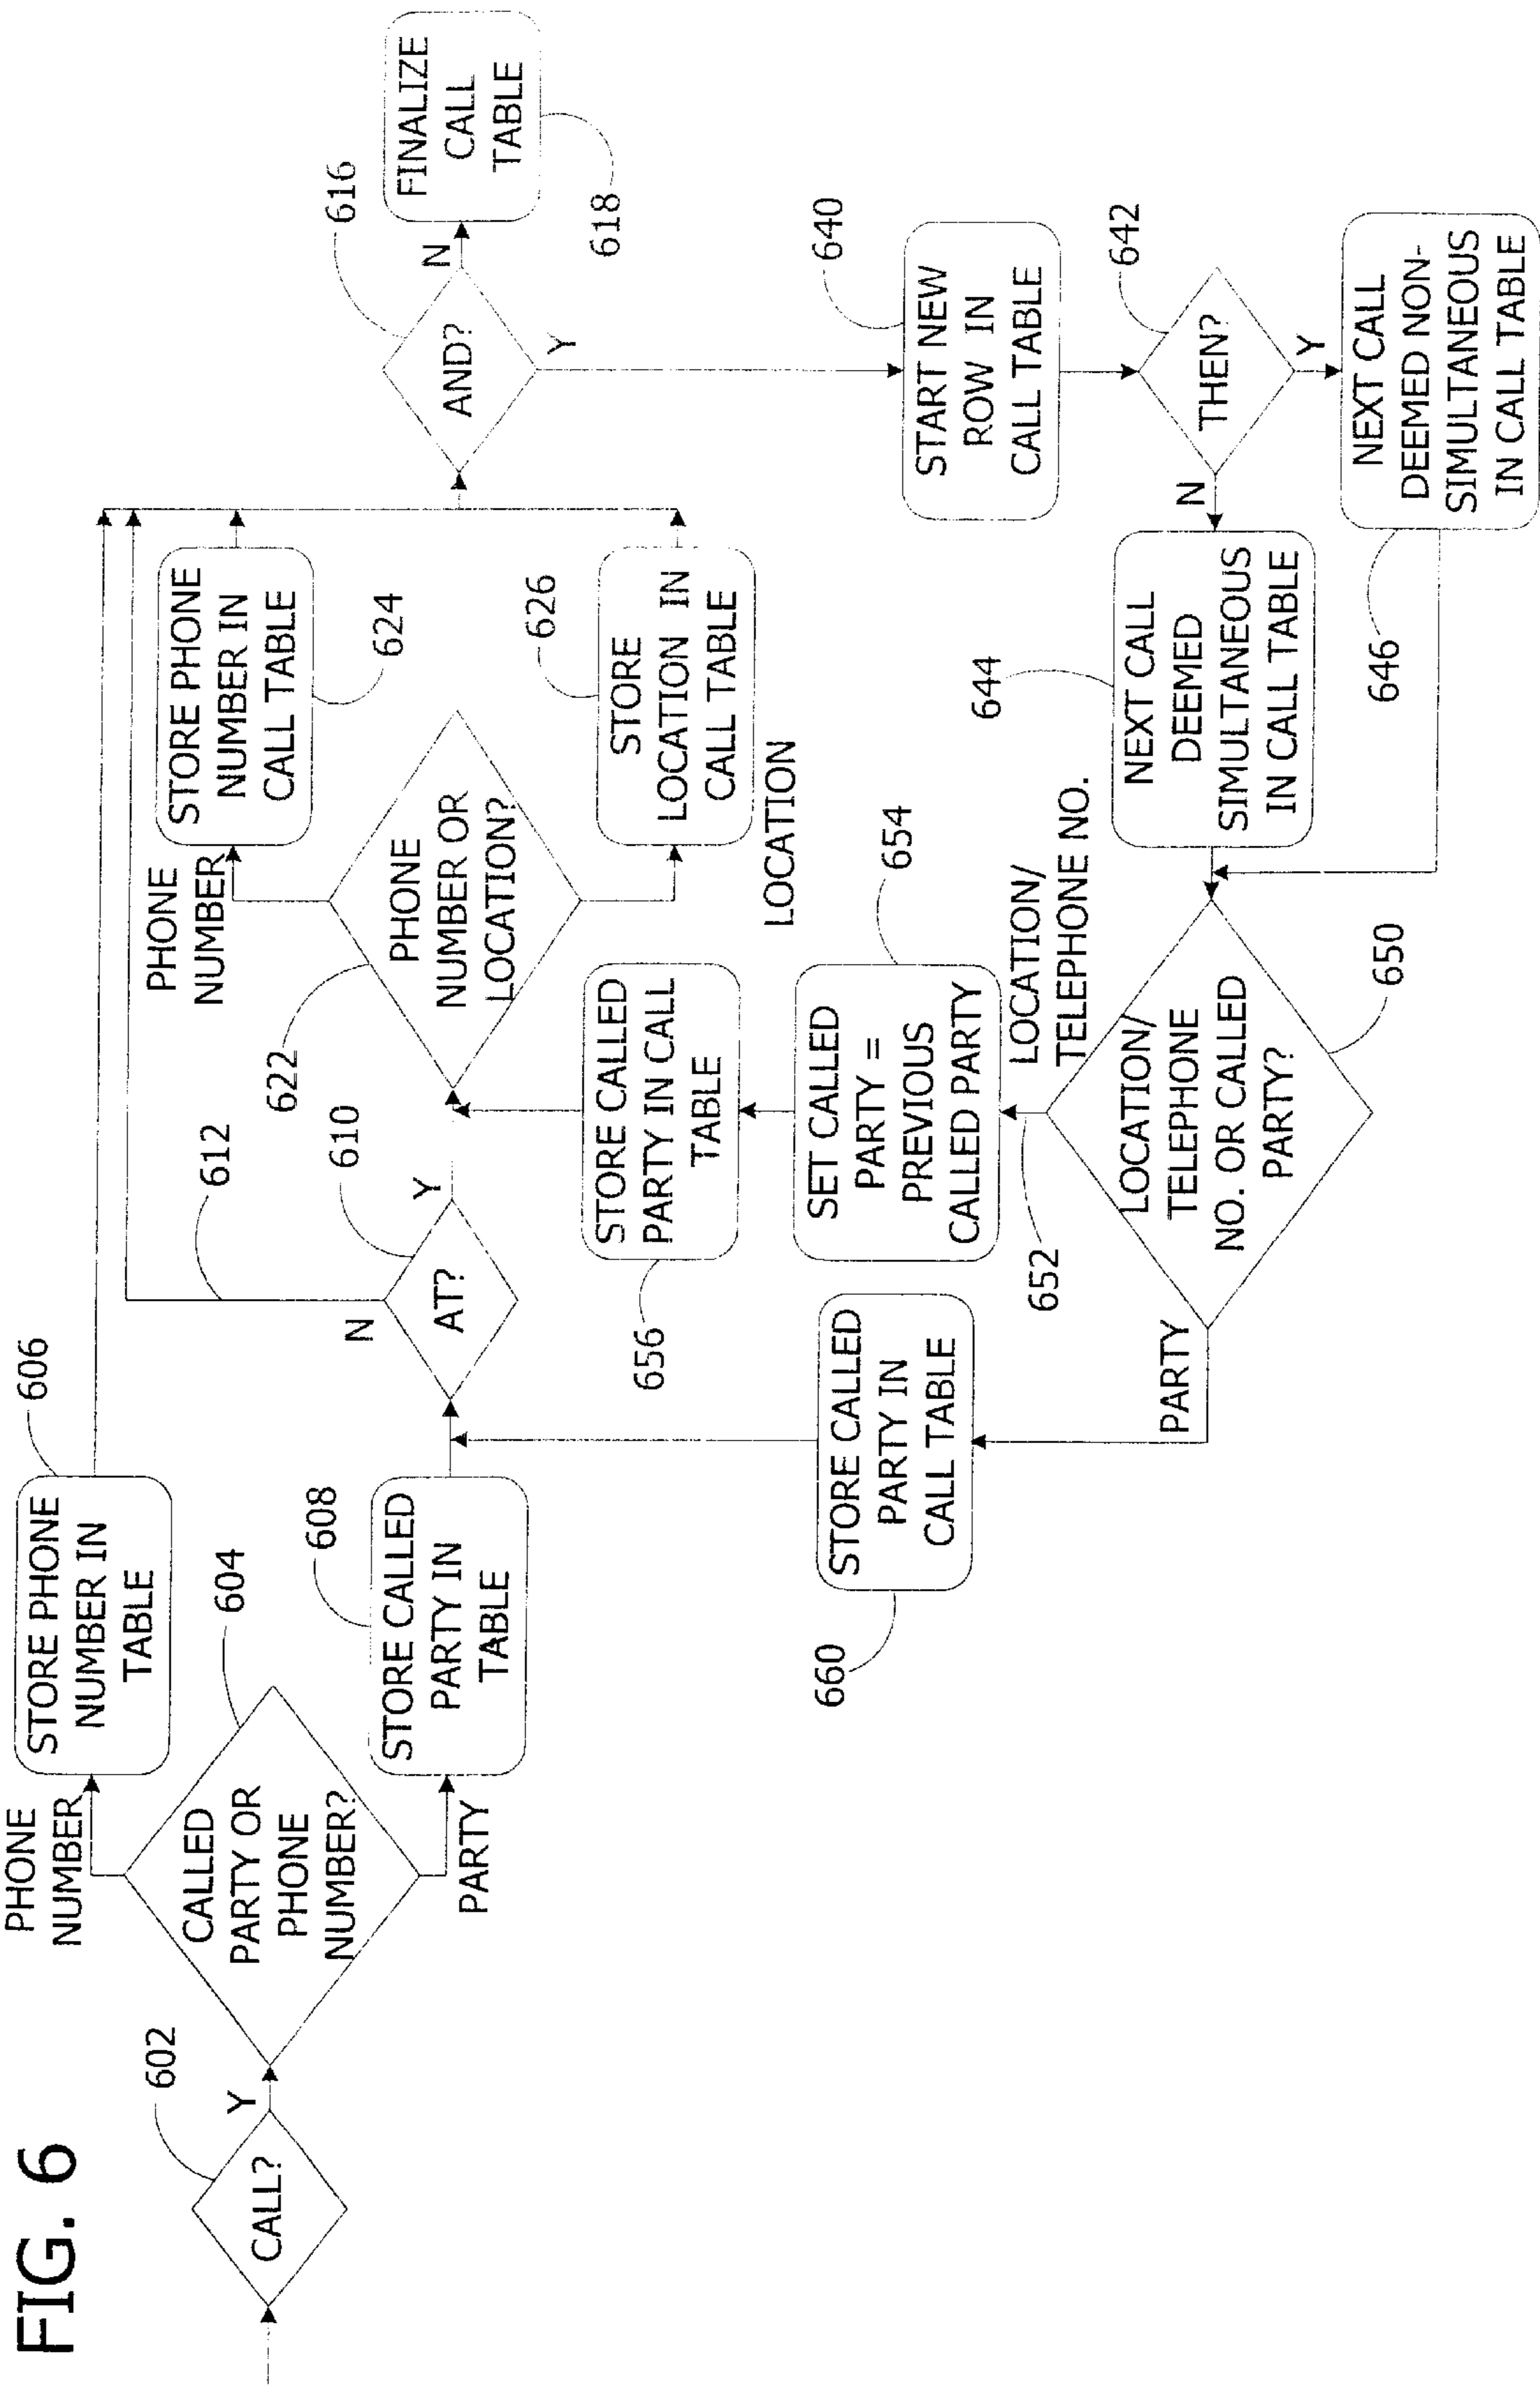 FIG. 6
602
CALL?
Y
604
CALLED
PARTY OR
PHONE
NUMBER?
PHONE
NUMBER
606
STORE PHONE
NUMBER IN
TABLE
PARTY
608
STORE CALLED
PARTY IN
TABLE
610
AT?
N
612
Y
622
PHONE
NUMBER OR
LOCATION?
PHONE
NUMBER
STORE PHONE
NUMBER IN
CALL TABLE
624
626
STORE
LOCATION IN
CALL TABLE
LOCATION
616
AND?
N
FINALIZE
CALL
TABLE
618
Y
640
START NEW
ROW IN
CALL TABLE
642
THEN?
N
Y
644
NEXT CALL
DEEMED
SIMULTANEOUS
IN CALL TABLE
NEXT CALL
DEEMED NON-
SIMULTANEOUS
IN CALL TABLE
646
650
LOCATION/
TELEPHONE
NO. OR CALLED
PARTY?
LOCATION/
TELEPHONE NO.
652
654
SET CALLED
PARTY =
PREVIOUS
CALLED PARTY
STORE CALLED
PARTY IN CALL
TABLE
656
PARTY
STORE CALLED
PARTY IN
CALL TABLE
660